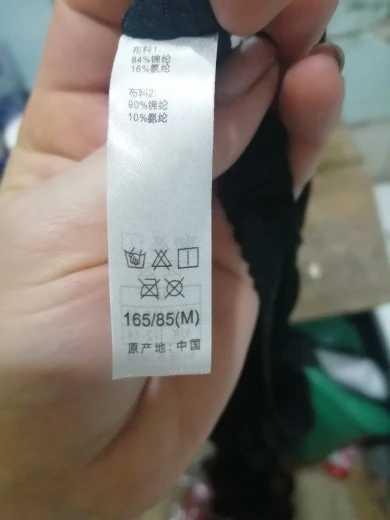 布料1:
84%锦纶
16%氨纶
布料2:
90%锦纶
10%氨纶
165/85(M)
原产地:中国